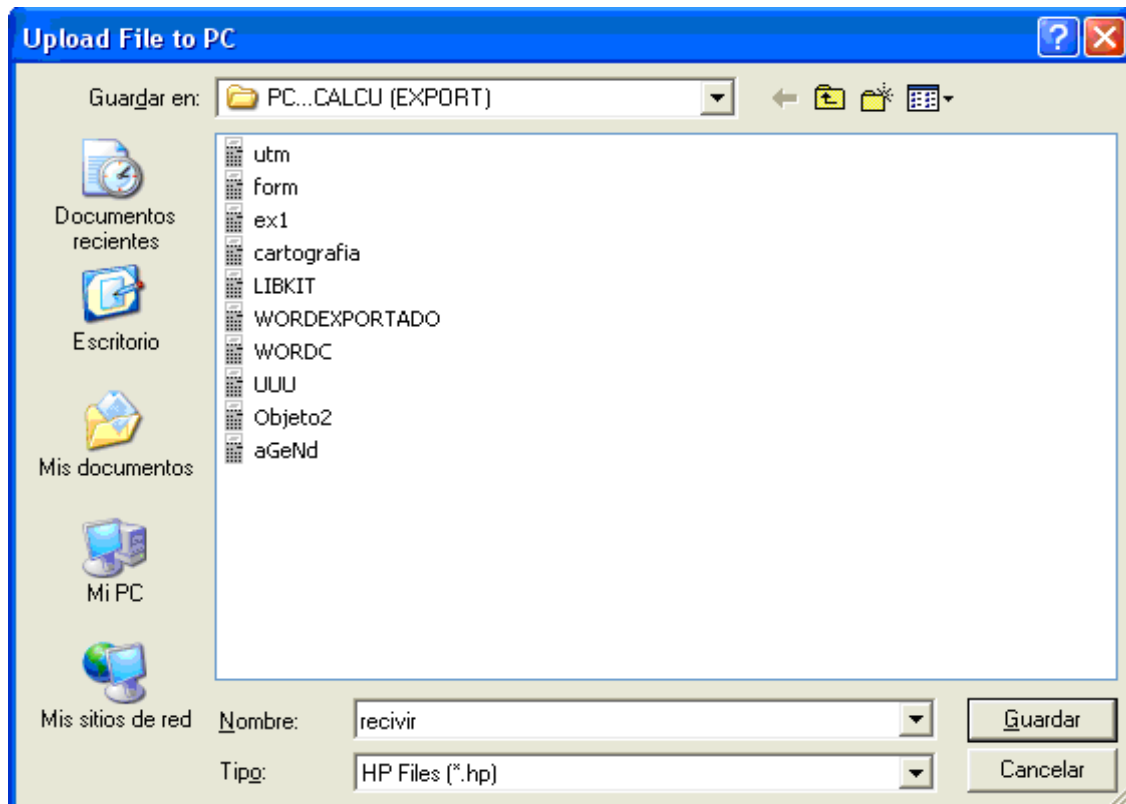 Upload File to PC
Guardar en:
PC...CALCU (EXPORT)
utm
form
ex1
cartografia
LIBKIT
WORDEXPORTADO
WORDC
UUU
Objeto2
aGeNd
Documentos
recientes
Escritorio
Mis documentos
Mi PC
Mis sitios de red
Nombre:
recivir
Guardar
Tipo:
HP Files (*.hp)
Cancelar